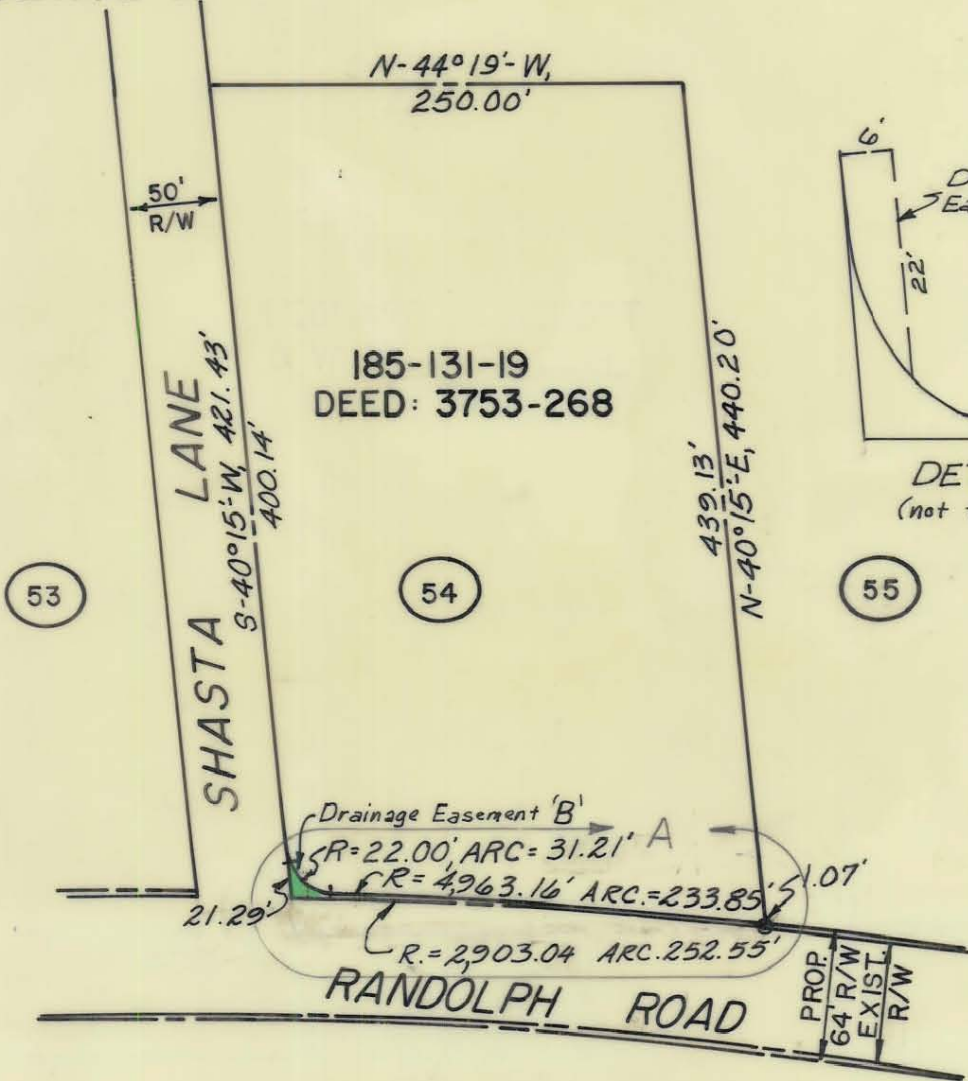 N-44°19'-W,
250.00'
6'
22'
50'
R/W
185-131-19
DEED: 3753-268
SHASTA LANE
S-40°15'-W, 421.43'
400.14'
439.13'
N-40°15'-E, 440.20'
(not
53
54
55
Drainage Easement 'B'
A
R=22.00', ARC=31.21'
R=4,963.16' ARC.=233.85'
1.07'
21.29'
R.=2,903.04 ARC.252.55'
RANDOLPH ROAD
PROP.
64' R/W
EXIST.
R/W